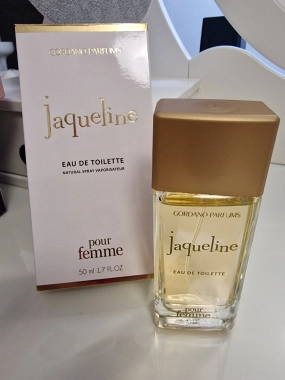 GORDANO PARFUMS
jaqueline
EAU DE TOILETTE
NATURAL SPRAY VAPORISATEUR
pour
femme
50 ml 1.7 FL.OZ
GORDANO PARFUMS
jaqueline
EAU DE TOILETTE
pour
femme